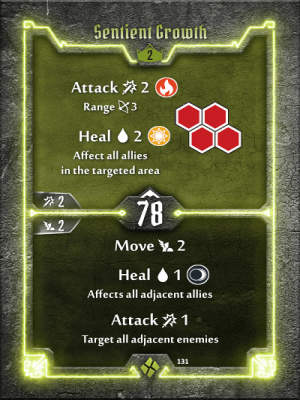 Sentient Growth
2
Attack 2
Range 3
Heal 2
Affect all allies
in the targeted area
2
78
2
Move 2
Heal 1
Affects all adjacent allies
Attack 1
Target all adjacent enemies
131